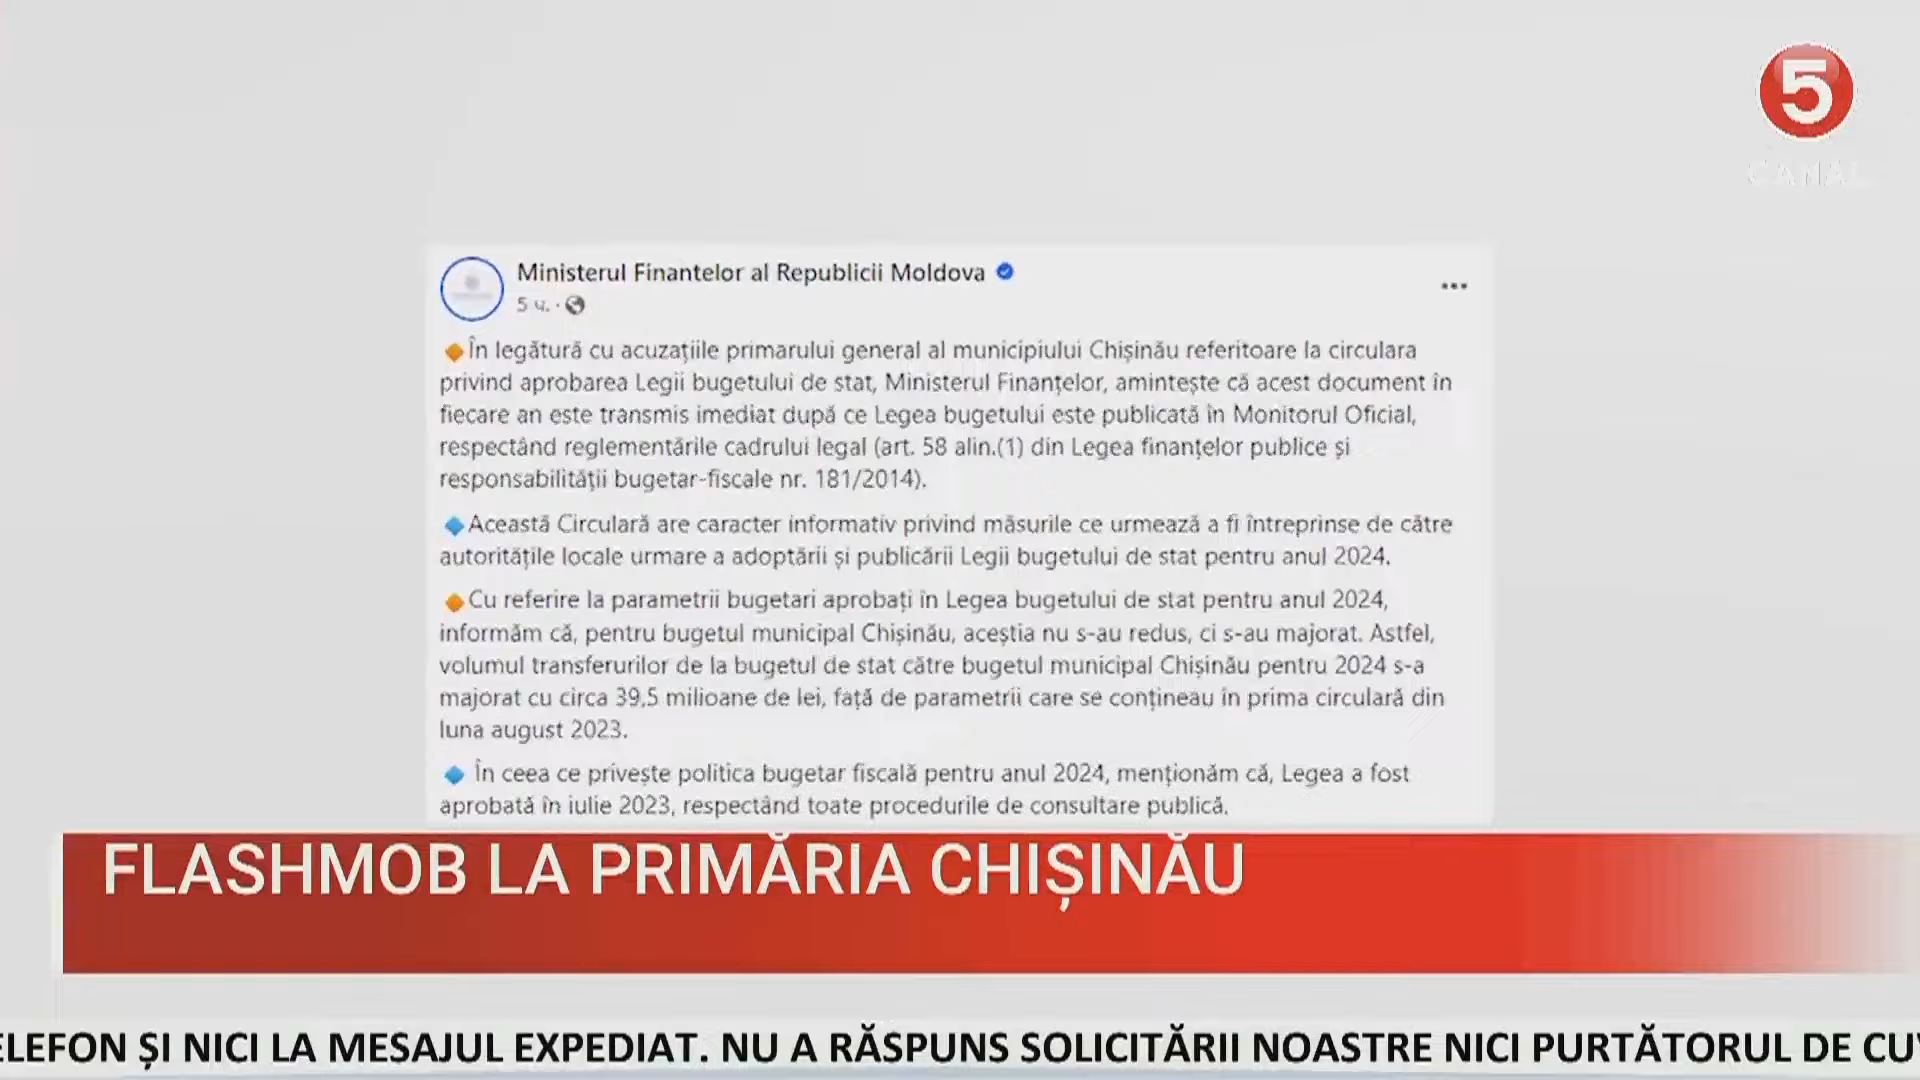 5
CANAL
Ministerul Finantelor al Republicii Moldova
5 ч. ·
În legătură cu acuzațiile primarului general al municipiului Chișinău referitoare la circulara
privind aprobarea Legii bugetului de stat, Ministerul Finanțelor, amintește că acest document în
fiecare an este transmis imediat după ce Legea bugetului este publicată în Monitorul Oficial,
respectând reglementările cadrului legal (art. 58 alin.(1) din Legea finanțelor publice și
responsabilității bugetar-fiscale nr. 181/2014).
Această Circulară are caracter informativ privind măsurile ce urmează a fi întreprinse de către
autoritățile locale urmare a adoptării și publicării Legii bugetului de stat pentru anul 2024.
Cu referire la parametrii bugetari aprobați în Legea bugetului de stat pentru anul 2024,
informăm că, pentru bugetul municipal Chișinău, aceștia nu s-au redus, ci s-au majorat. Astfel,
volumul transferurilor de la bugetul de stat către bugetul municipal Chișinău pentru 2024 s-a
majorat cu circa 39,5 milioane de lei, față de parametrii care se conțineau în prima circulară din
luna august 2023.
În ceea ce privește politica bugetar fiscală pentru anul 2024, menționăm că, Legea a fost
aprobată în iulie 2023, respectând toate procedurile de consultare publică.
FLASHMOB LA PRIMĂRIA CHIȘINĂU
ELEFON ȘI NICI LA MESAJUL EXPEDIAT. NU A RĂSPUNS SOLICITĂRII NOASTRE NICI PURTĂTORUL DE CU